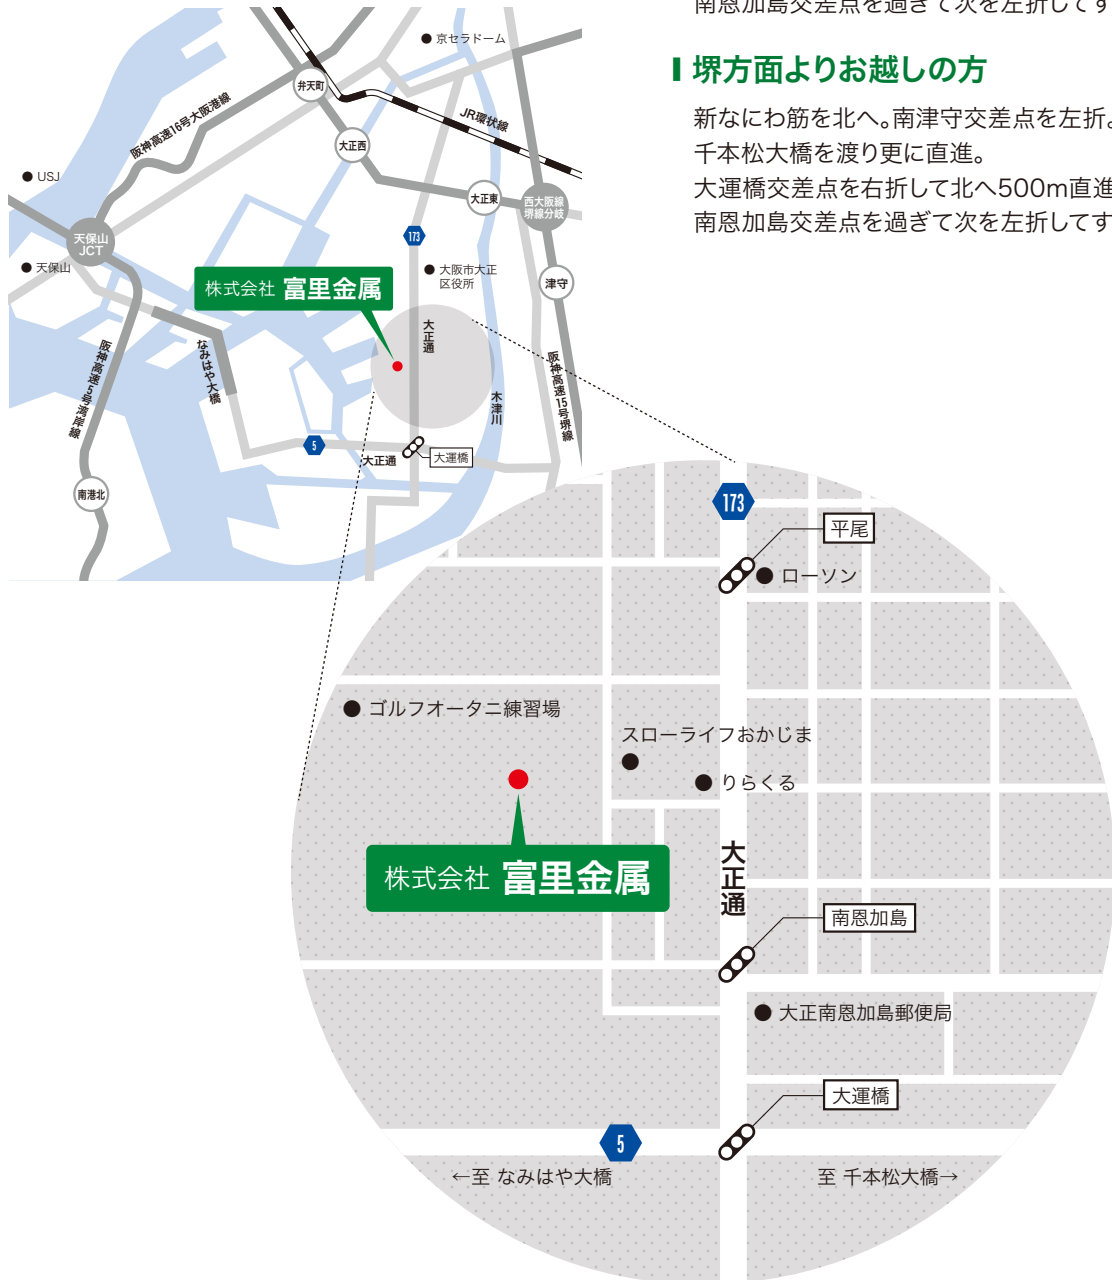 南恩加島交差点を過ぎて次を左折してす
堺方面よりお越しの方
新なにわ筋を北へ。南津守交差点を左折。
千本松大橋を渡り更に直進。
大運橋交差点を右折して北へ500m直進
南恩加島交差点を過ぎて次を左折してす
京セラドーム
弁天町
JR環状線
阪神高速16号大阪港線
大正西
USJ
大正東
西大阪線
堺線分岐
天保山
JCT
173
天保山
大阪市大正
区役所
津守
株式会社 富里金属
大正通
なみはや大橋
阪神高速5号湾岸線
阪神高速15号堺線
木津川
5
大正通
大運橋
南港北
173
平尾
ローソン
ゴルフオータニ練習場
スローライフおかじま
りらくる
株式会社 富里金属
大正通
南恩加島
大正南恩加島郵便局
大運橋
5
←至 なみはや大橋
至 千本松大橋→